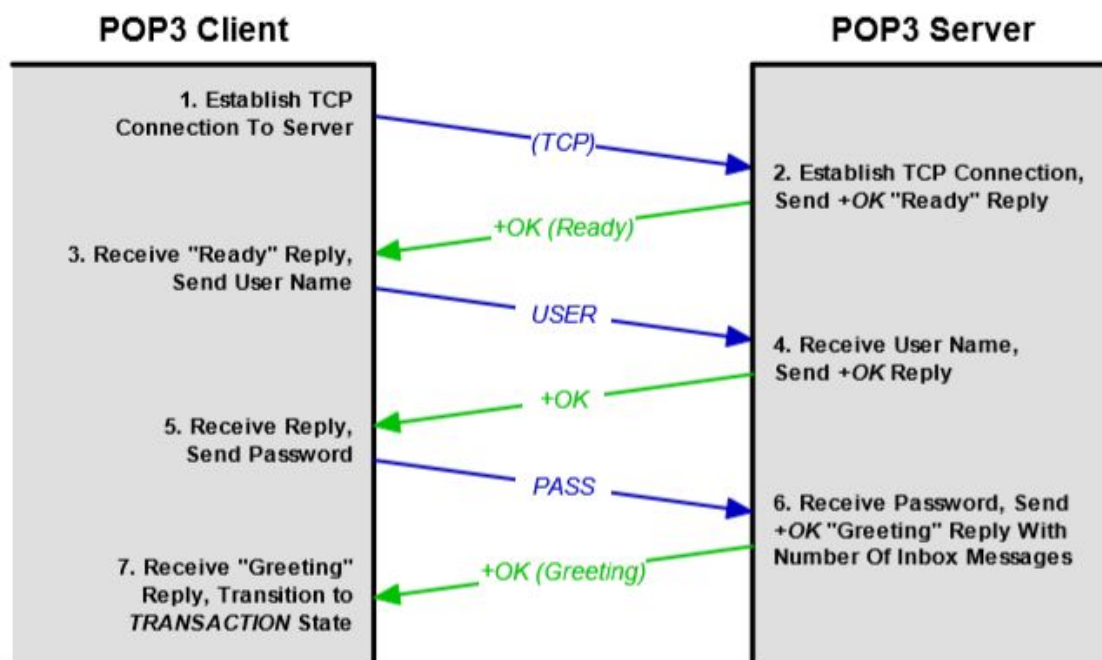 POP3 Client
POP3 Server
1. Establish TCP
Connection To Server
(TCP)
2. Establish TCP Connection,
Send +OK "Ready" Reply
+OK (Ready)
3. Receive "Ready" Reply,
Send User Name
USER
4. Receive User Name,
Send +OK Reply
+OK
5. Receive Reply,
Send Password
PASS
6. Receive Password, Send
+OK "Greeting" Reply With
Number Of Inbox Messages
+OK (Greeting)
7. Receive "Greeting"
Reply, Transition to
TRANSACTION State